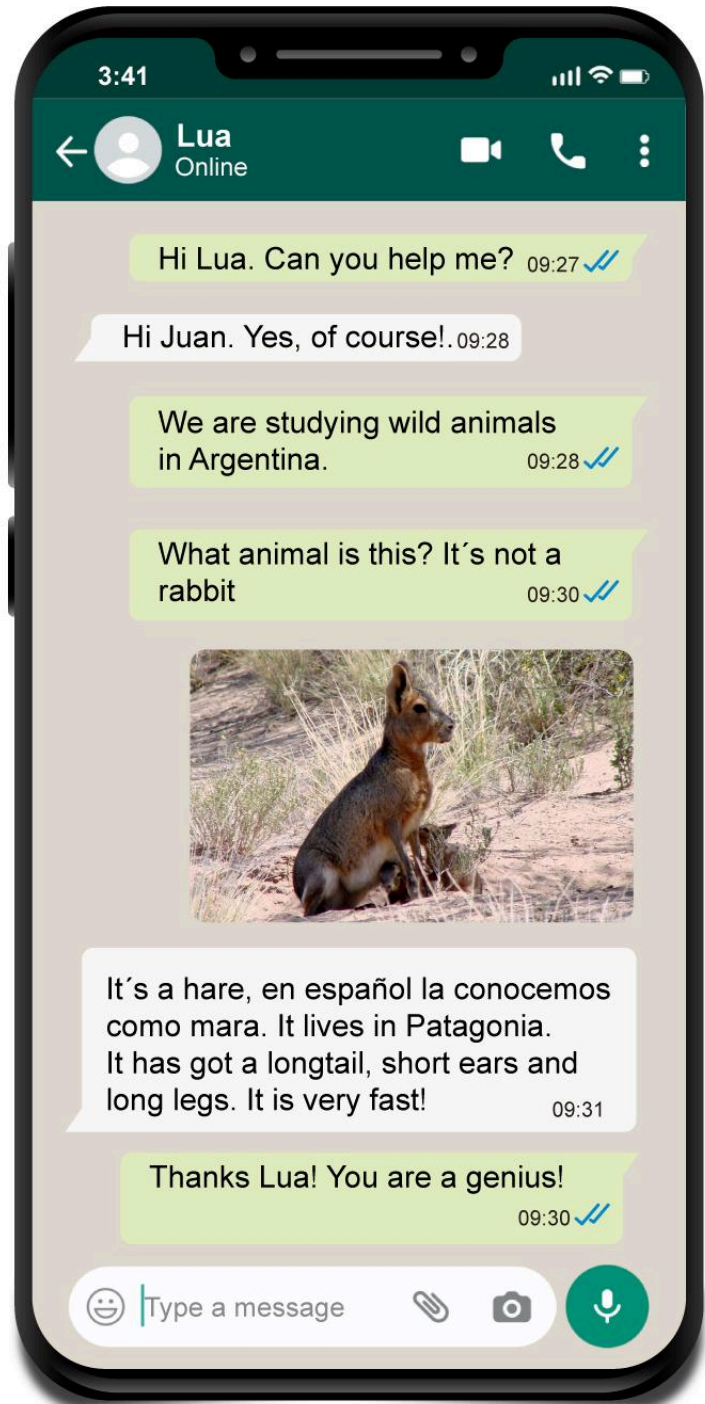 3:41
Lua
Online
Hi Lua. Can you help me? 09:27
Hi Juan. Yes, of course!. 09:28
We are studying wild animals
in Argentina. 09:28
What animal is this? It´s not a
rabbit 09:30
It´s a hare, en español la conocemos
como mara. It lives in Patagonia.
It has got a longtail, short ears and
long legs. It is very fast! 09:31
Thanks Lua! You are a genius!
09:30
Type a message